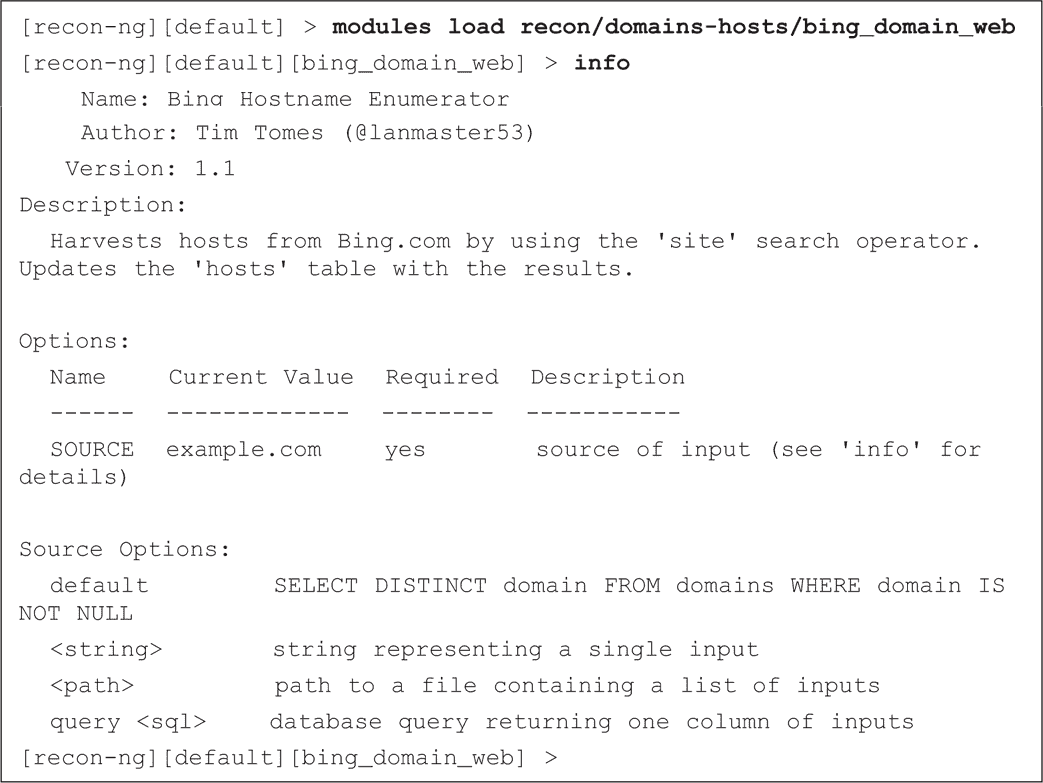 [recon-ng][default] > modules load recon/domains-hosts/bing_domain_web
[recon-ng][default][bing_domain_web] > info
Name: Bing Hostname Enumerator
Author: Tim Tomes (@lanmaster53)
Version: 1.1
Description:
Harvests hosts from Bing.com by using the 'site' search operator.
Updates the 'hosts' table with the results.
Options:
Name Current Value Required Description
------ ------------- -------- -----------
SOURCE example.com yes source of input (see 'info' for
details)
Source Options:
default SELECT DISTINCT domain FROM domains WHERE domain IS
NOT NULL
<string> string representing a single input
<path> path to a file containing a list of inputs
query <sql> database query returning one column of inputs
[recon-ng][default][bing_domain_web] >